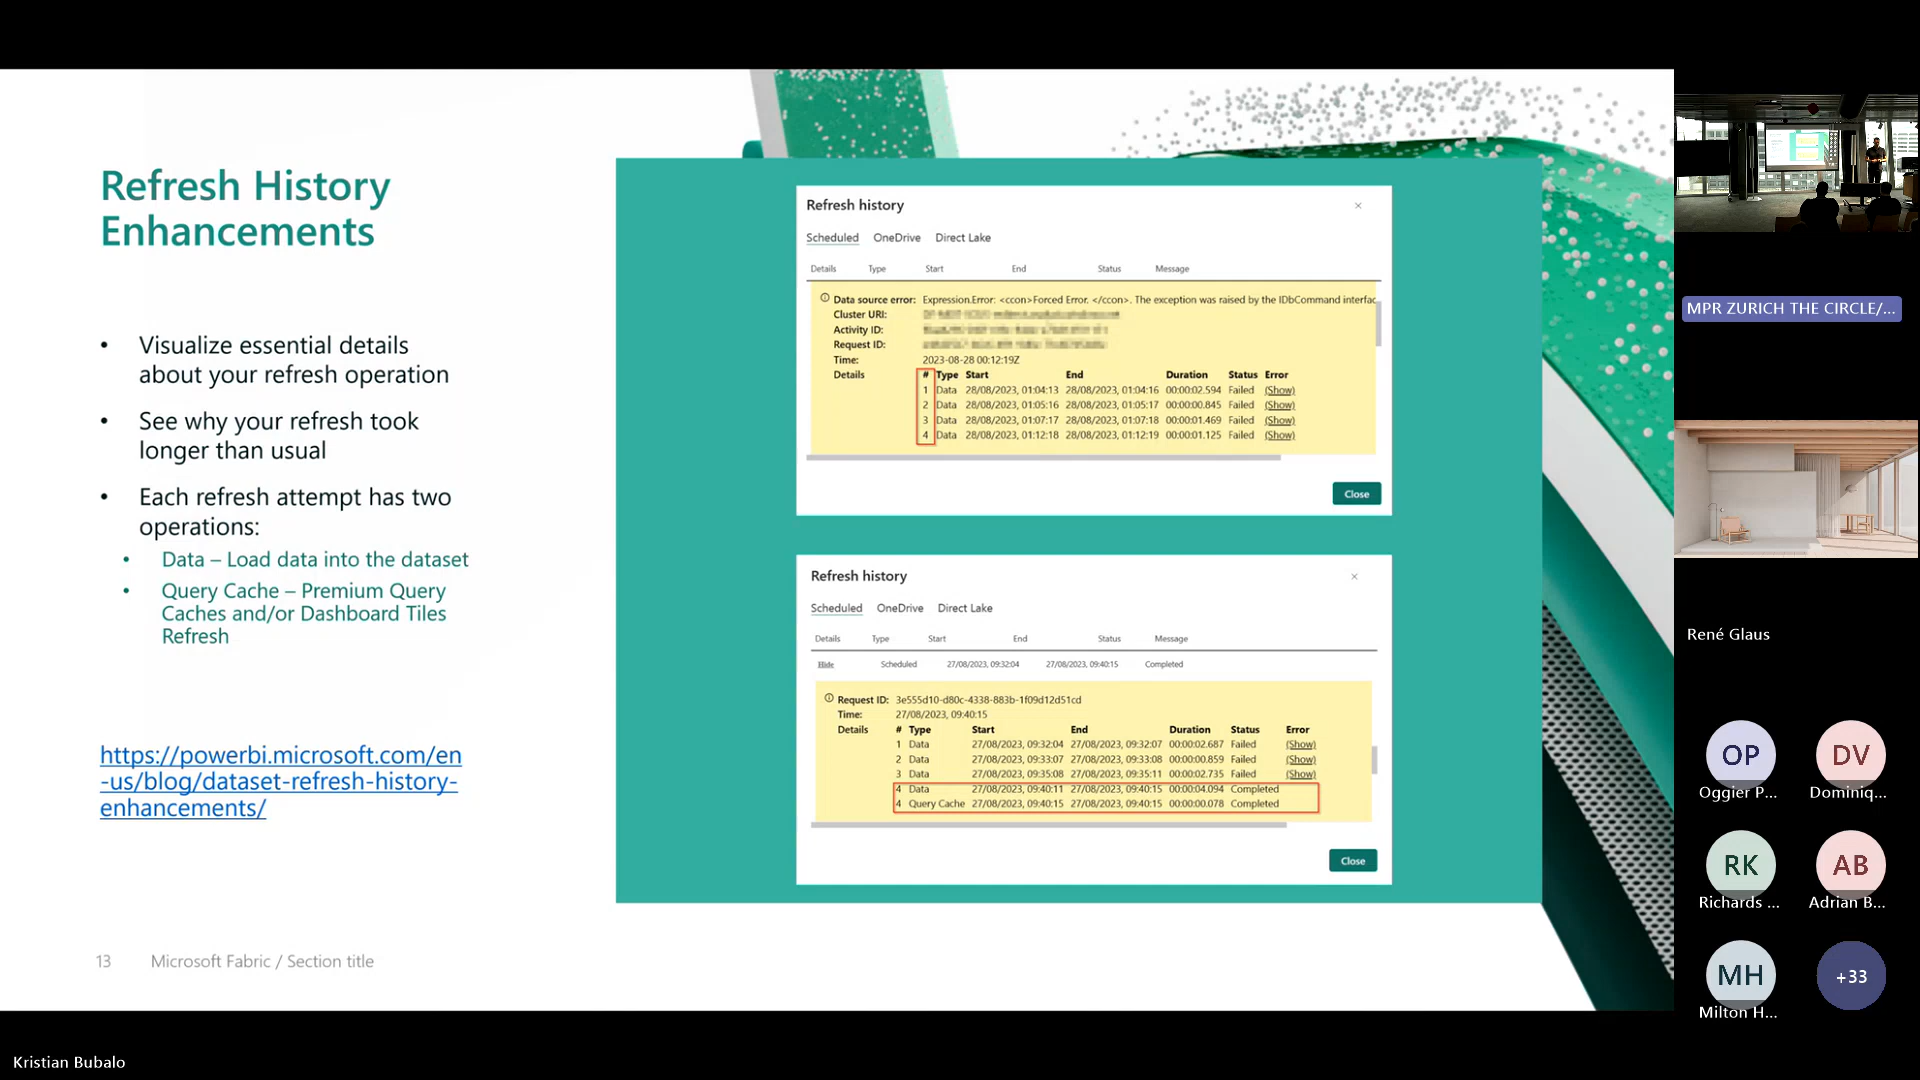 Refresh History
Enhancements
• Visualize essential details
about your refresh operation
• See why your refresh took
longer than usual
• Each refresh attempt has two
operations:
• Data – Load data into the dataset
• Query Cache – Premium Query
Caches and/or Dashboard Tiles
Refresh
https://powerbi.microsoft.com/en
-us/blog/dataset-refresh-history-
enhancements/
13 Microsoft Fabric / Section title
Refresh history
Scheduled OneDrive Direct Lake
Details Type Start End Status Message
Data source error: Expression.Error: <ccon>Forced Error. </ccon>. The exception was raised by the IDbCommand interfac
Cluster URI:
Activity ID:
Request ID:
Time: 2023-08-28 00:12:19Z
Details # Type Start End Duration Status Error
1 Data 28/08/2023, 01:04:13 28/08/2023, 01:04:16 00:00:02.594 Failed (Show)
2 Data 28/08/2023, 01:05:16 28/08/2023, 01:05:17 00:00:00.845 Failed (Show)
3 Data 28/08/2023, 01:07:17 28/08/2023, 01:07:18 00:00:01.469 Failed (Show)
4 Data 28/08/2023, 01:12:18 28/08/2023, 01:12:19 00:00:01.125 Failed (Show)
Close
Refresh history
Scheduled OneDrive Direct Lake
Details Type Start End Status Message
Hide Scheduled 27/08/2023, 09:32:04 27/08/2023, 09:40:15 Completed
Request ID: 3e555d10-d80c-4338-883b-1f09d12d51cd
Time: 27/08/2023, 09:40:15
Details # Type Start End Duration Status Error
1 Data 27/08/2023, 09:32:04 27/08/2023, 09:32:07 00:00:02.687 Failed (Show)
2 Data 27/08/2023, 09:33:07 27/08/2023, 09:33:08 00:00:00.859 Failed (Show)
3 Data 27/08/2023, 09:35:08 27/08/2023, 09:35:11 00:00:02.735 Failed (Show)
4 Data 27/08/2023, 09:40:11 27/08/2023, 09:40:15 00:00:04.094 Completed
4 Query Cache 27/08/2023, 09:40:15 27/08/2023, 09:40:15 00:00:00.078 Completed
Close
MPR ZURICH THE CIRCLE/...
René Glaus
OP DV
Oggier P... Dominiq...
RK AB
Richards ... Adrian B...
MH +33
Milton H...
Kristian Bubalo